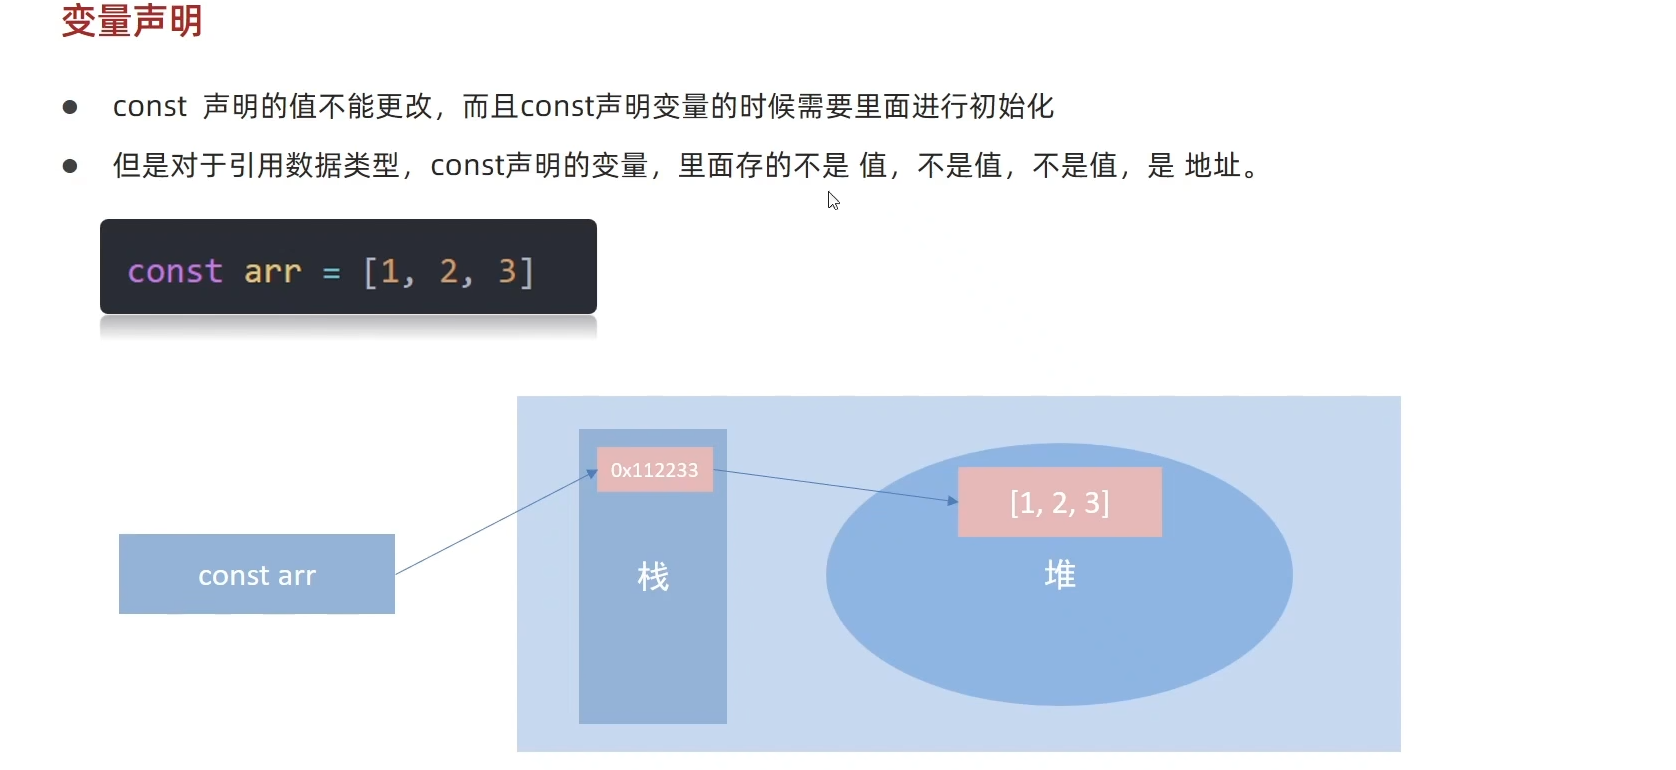 变量声明
● const 声明的值不能更改，而且const声明变量的时候需要里面进行初始化
● 但是对于引用数据类型，const声明的变量，里面存的不是 值，不是值，不是值，是 地址。
const arr = [1, 2, 3]
0x112233
[1, 2, 3]
const arr
栈
堆